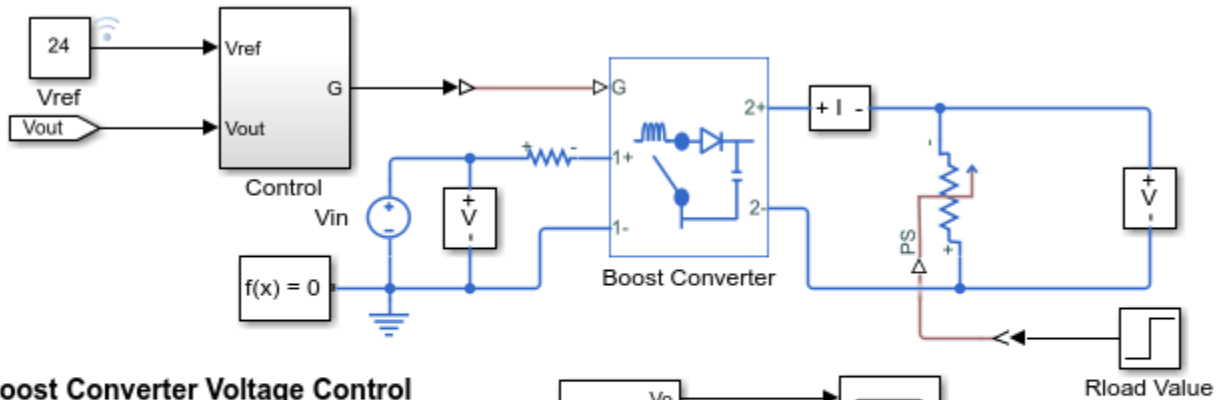 24
Vref
Vout
Vref
Vout
G
Control
Vin
+
V
-
f(x) = 0
+ -
G
1+
1-
2+
2-
Boost Converter
+ I -
-
+
PS
+
V
-
Rload Value
oost Converter Voltage Control
Vo